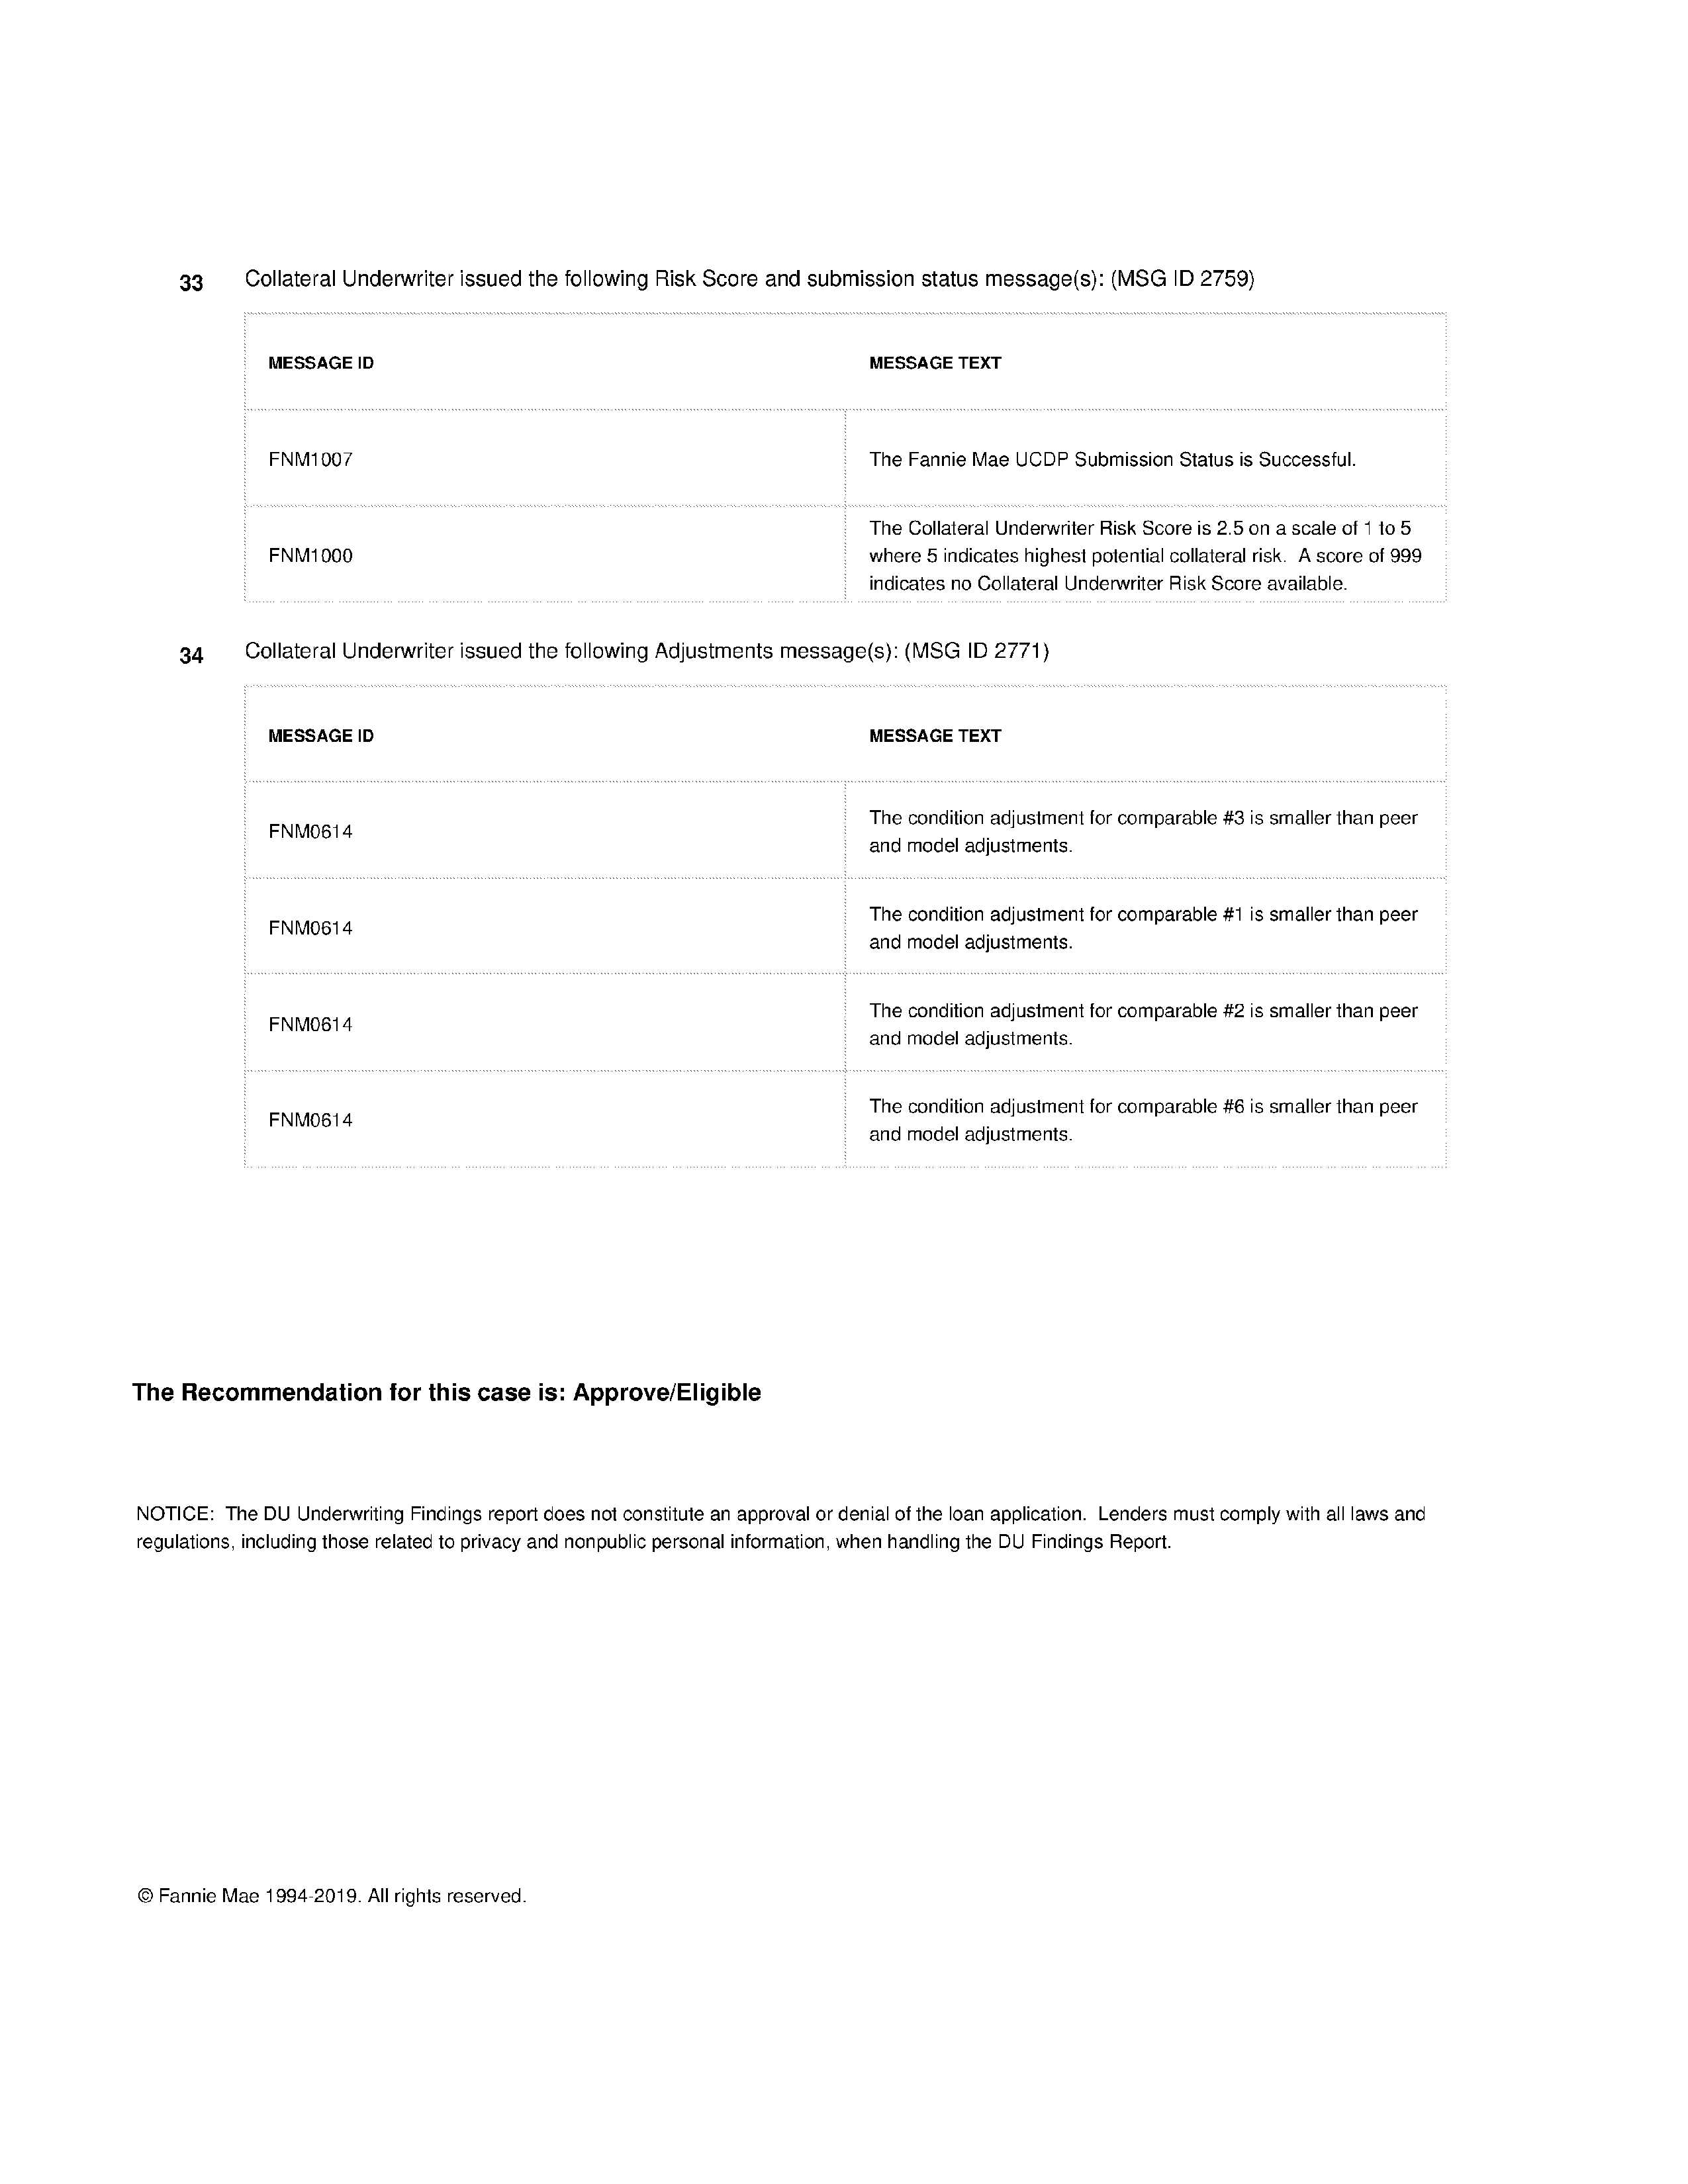 33 Collateral Underwriter issued the following Risk Score and submission status message(s): (MSG ID 2759)
MESSAGE ID MESSAGE TEXT
FNM1007 The Fannie Mae UCDP Submission Status is Successful.
The Collateral Underwriter Risk Score is 2.5 on a scale of 1 to 5
FNM1000 where 5 indicates highest potential collateral risk.  A score of 999
indicates no Collateral Underwriter Risk Score available.
34 Collateral Underwriter issued the following Adjustments message(s): (MSG ID 2771)
MESSAGE ID MESSAGE TEXT
FNM0614 The condition adjustment for comparable #3 is smaller than peer
and model adjustments.
FNM0614 The condition adjustment for comparable #1 is smaller than peer
and model adjustments.
FNM0614 The condition adjustment for comparable #2 is smaller than peer
and model adjustments.
FNM0614 The condition adjustment for comparable #6 is smaller than peer
and model adjustments.
The Recommendation for this case is: Approve/Eligible
NOTICE:  The DU Underwriting Findings report does not constitute an approval or denial of the loan application.  Lenders must comply with all laws and
regulations, including those related to privacy and nonpublic personal information, when handling the DU Findings Report.
© Fannie Mae 1994-2019. All rights reserved.